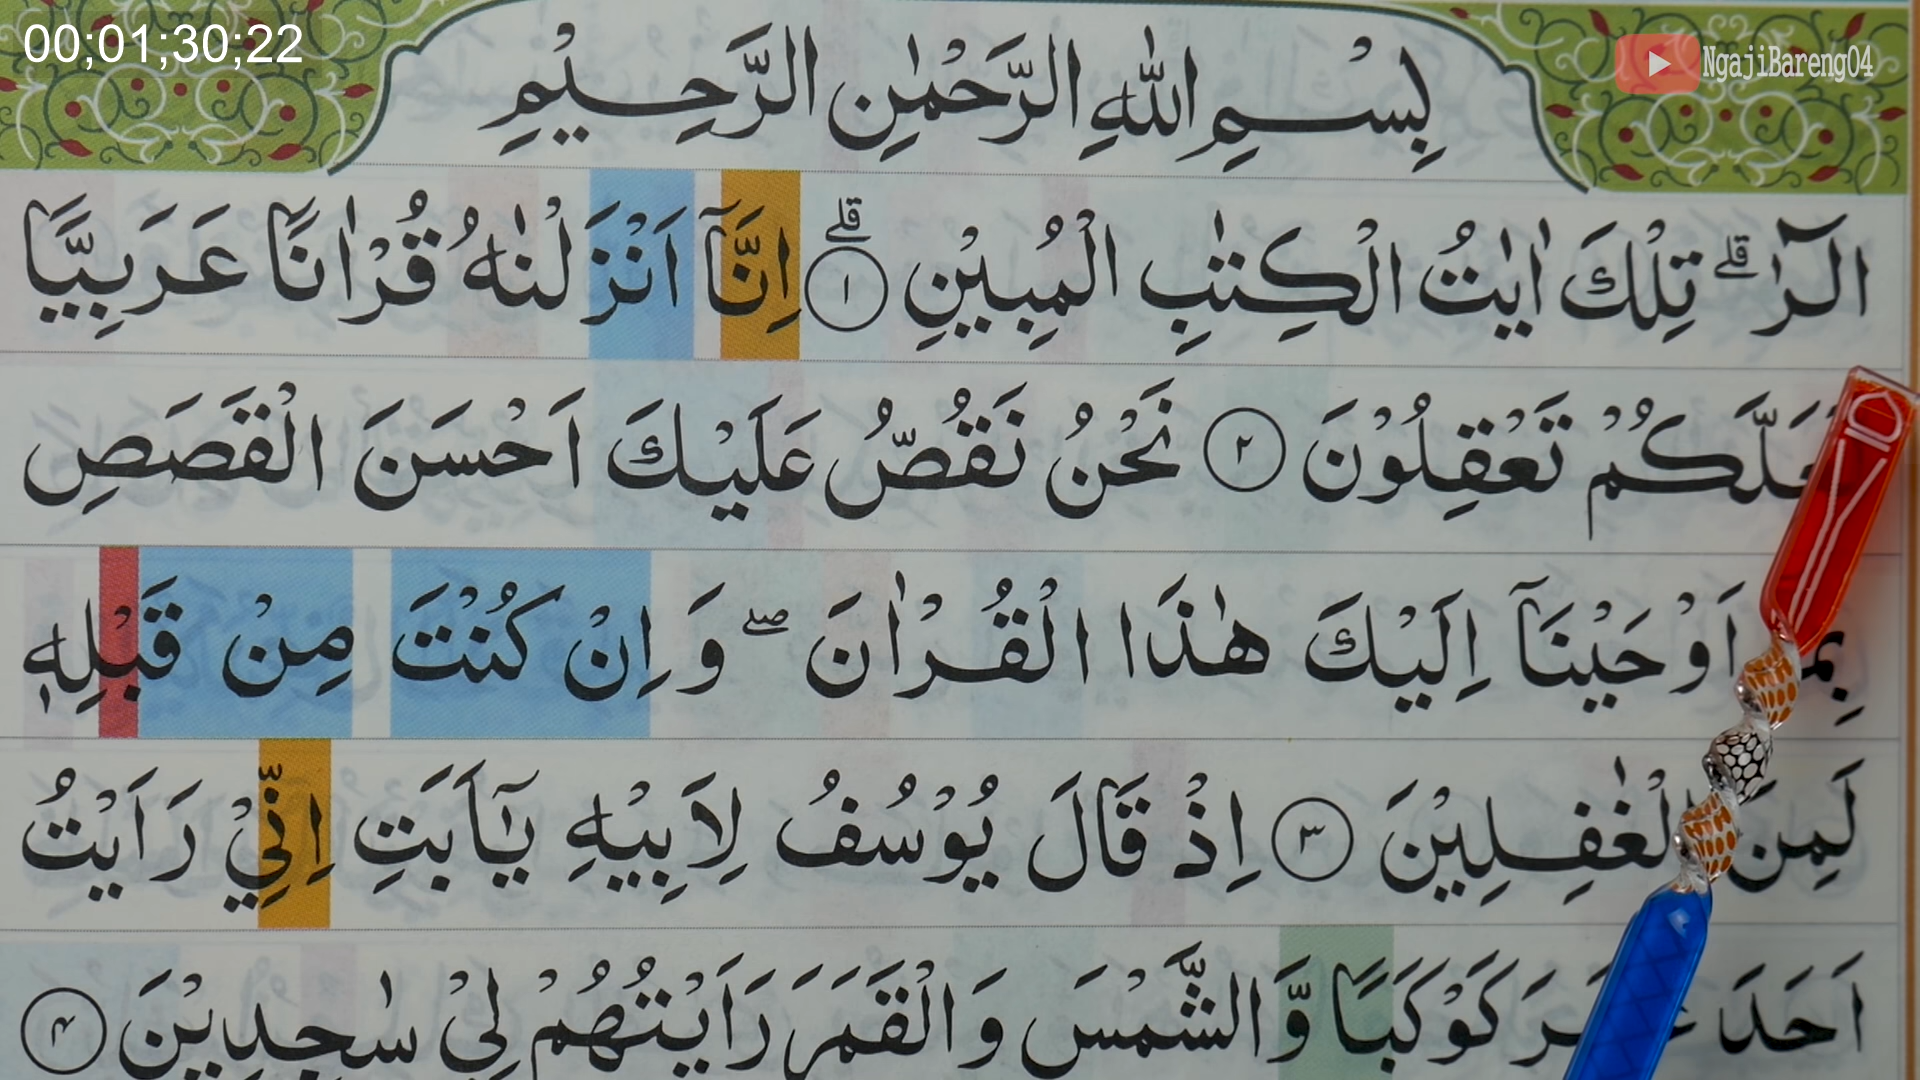 00;01;30;22
NgajiBareng04
بِسْمِ اللّٰهِ الرَّحْمٰنِ الرَّحِيْمِ
الۤرٰ ۗ تِلْكَ اٰيٰتُ الْكِتٰبِ الْمُبِيْنِ ۗ ١ اِنَّآ اَنْزَلْنٰهُ قُرْاٰنًا عَرَبِيًّا
لَّعَلَّكُمْ تَعْقِلُوْنَ ٢ نَحْنُ نَقُصُّ عَلَيْكَ اَحْسَنَ الْقَصَصِ
بِمَآ اَوْحَيْنَآ اِلَيْكَ هٰذَا الْقُرْاٰنَ ۖ وَاِنْ كُنْتَ مِنْ قَبْلِهٖ
لَمِنَ الْغٰفِلِيْنَ ٣ اِذْ قَالَ يُوْسُفُ لِاَبِيْهِ يٰٓاَبَتِ اِنِّيْ رَاَيْتُ
اَحَدَ عَشَرَ كَوْكَبًا وَّالشَّمْسَ وَالْقَمَرَ رَاَيْتُهُمْ لِيْ سٰجِدِيْنَ ٤